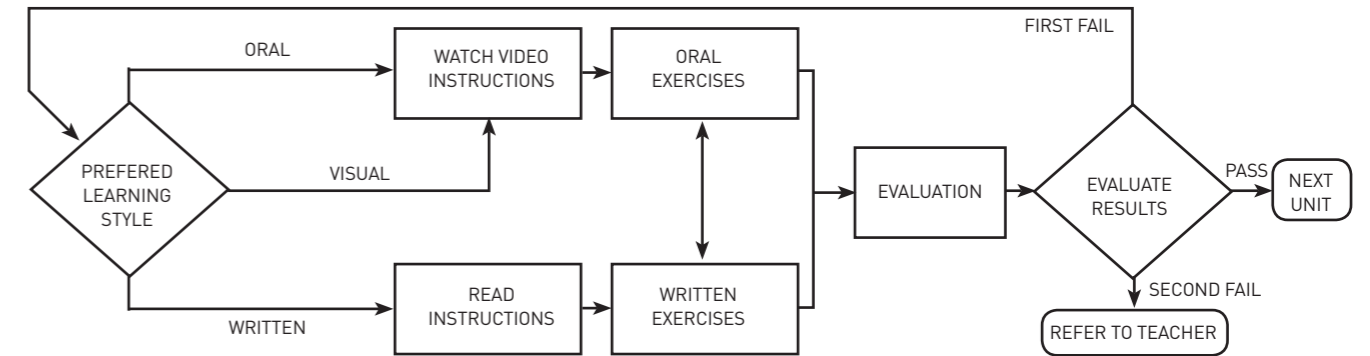 FIRST FAIL
ORAL
WATCH VIDEO
INSTRUCTIONS
ORAL
EXERCISES
PREFERED
LEARNING
STYLE
VISUAL
EVALUATION
EVALUATE
RESULTS
PASS
NEXT
UNIT
WRITTEN
READ
INSTRUCTIONS
WRITTEN
EXERCISES
SECOND FAIL
REFER TO TEACHER